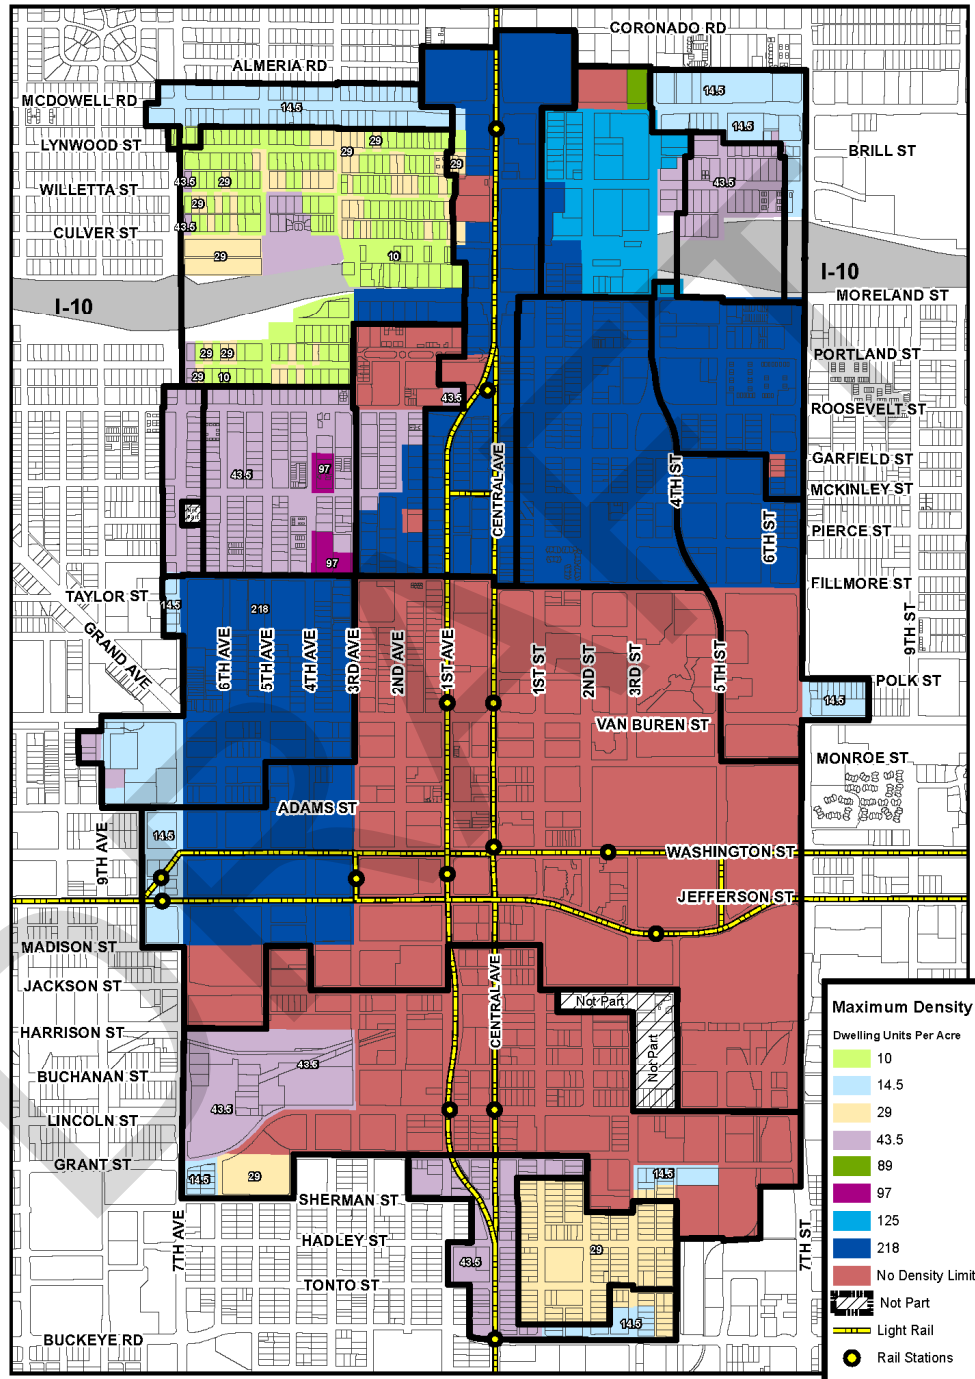 CORONADO RD
ALMERIA RD
14.5
MCDOWELL RD
14.5
14.5
LYNWOOD ST
29
29
BRILL ST
29
WILLETTA ST
43.5
29
43.5
29
CULVER ST
43.5
10
29
I-10
I-10
MORELAND ST
PORTLAND ST
29
29
29
10
43.5
ROOSEVELT ST
43.5
97
CENTRAL AVE
4TH ST
GARFIELD ST
MCKINLEY ST
6TH ST
PIERCE ST
97
FILLMORE ST
TAYLOR ST
14.5
218
GRAND AVE
6TH AVE
5TH AVE
4TH AVE
3RD AVE
2ND AVE
1ST AVE
1ST ST
2ND ST
3RD ST
5TH ST
9TH ST
POLK ST
14.5
VAN BUREN ST
MONROE ST
ADAMS ST
9TH AVE
14.5
WASHINGTON ST
JEFFERSON ST
MADISON ST
JACKSON ST
CENTRAL AVE
Not Part
HARRISON ST
Not Part
43.5
BUCHANAN ST
43.5
LINCOLN ST
GRANT ST
14.5
29
14.5
SHERMAN ST
7TH AVE
HADLEY ST
29
7TH ST
43.5
TONTO ST
14.5
BUCKEYE RD
Maximum Density
Dwelling Units Per Acre
10
14.5
29
43.5
89
97
125
218
No Density Limit
Not Part
Light Rail
Rail Stations
DRAFT